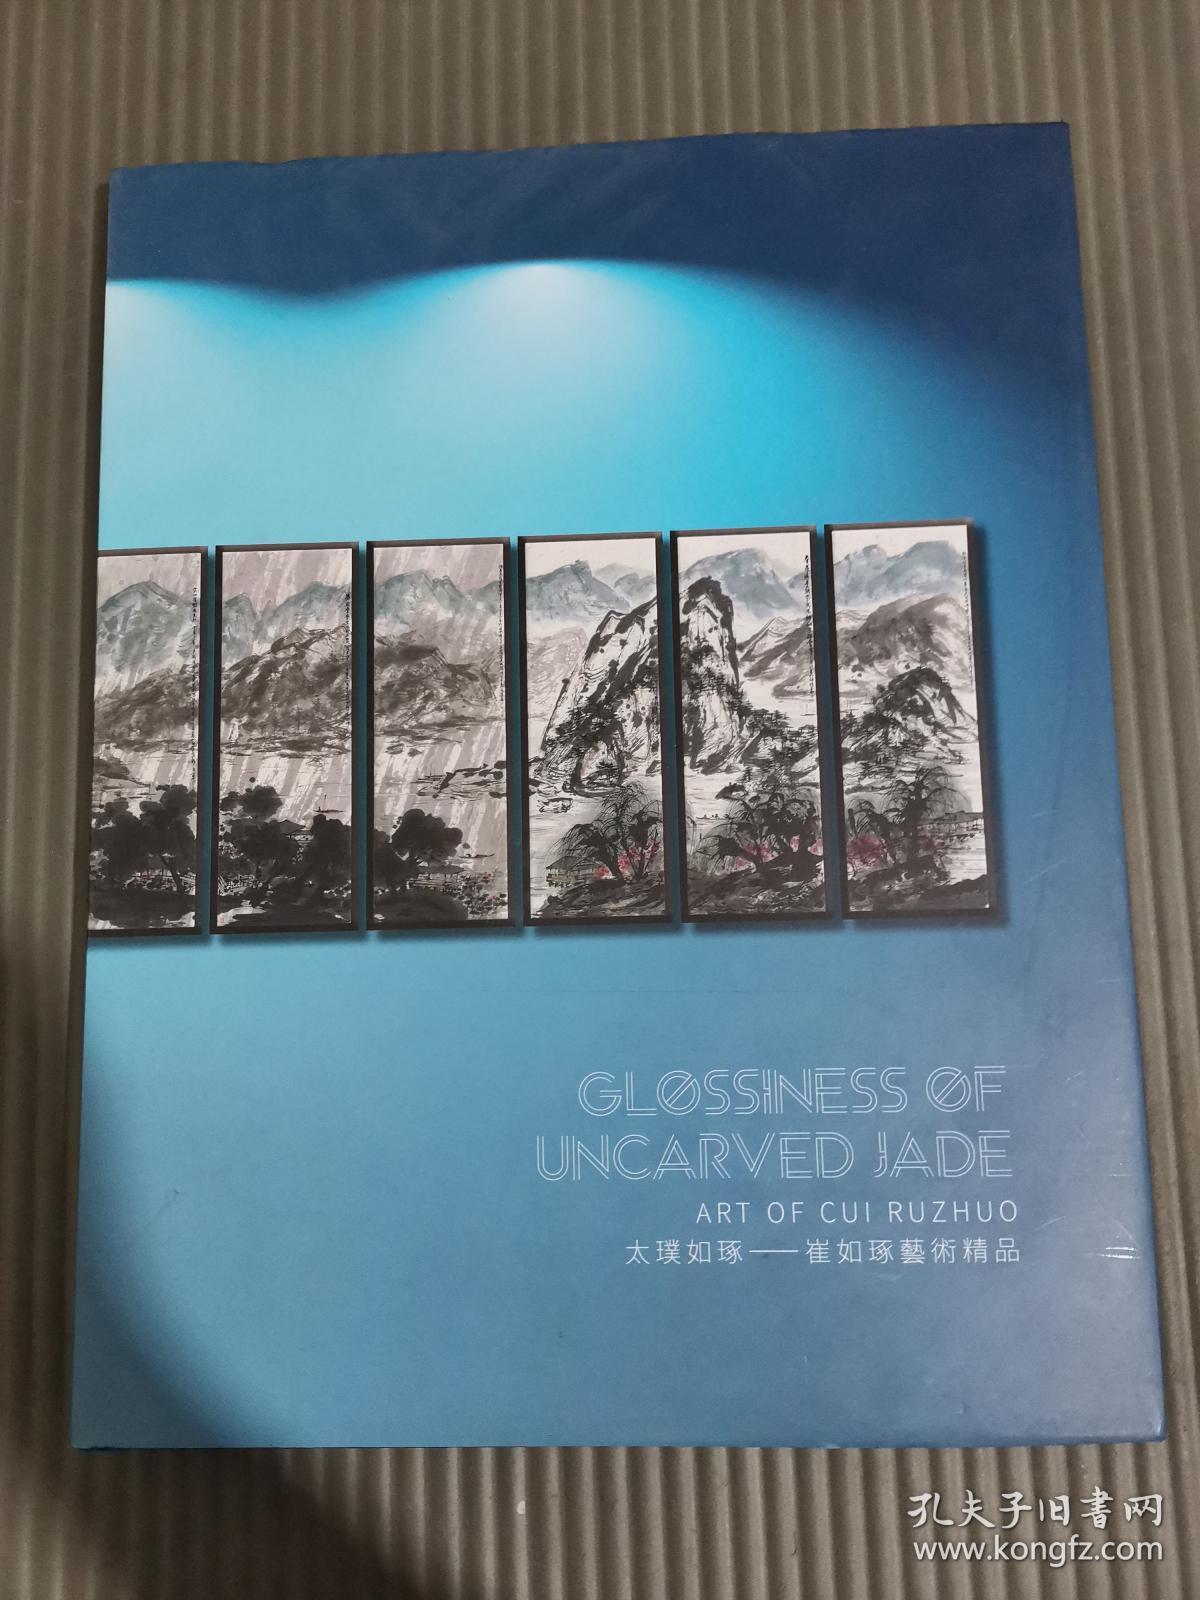 GLOSSINESS OF
UNCARVED JADE
ART OF CUI RUZHUO
太璞如琢——崔如琢藝術精品
孔夫子旧书网
www.kongfz.com